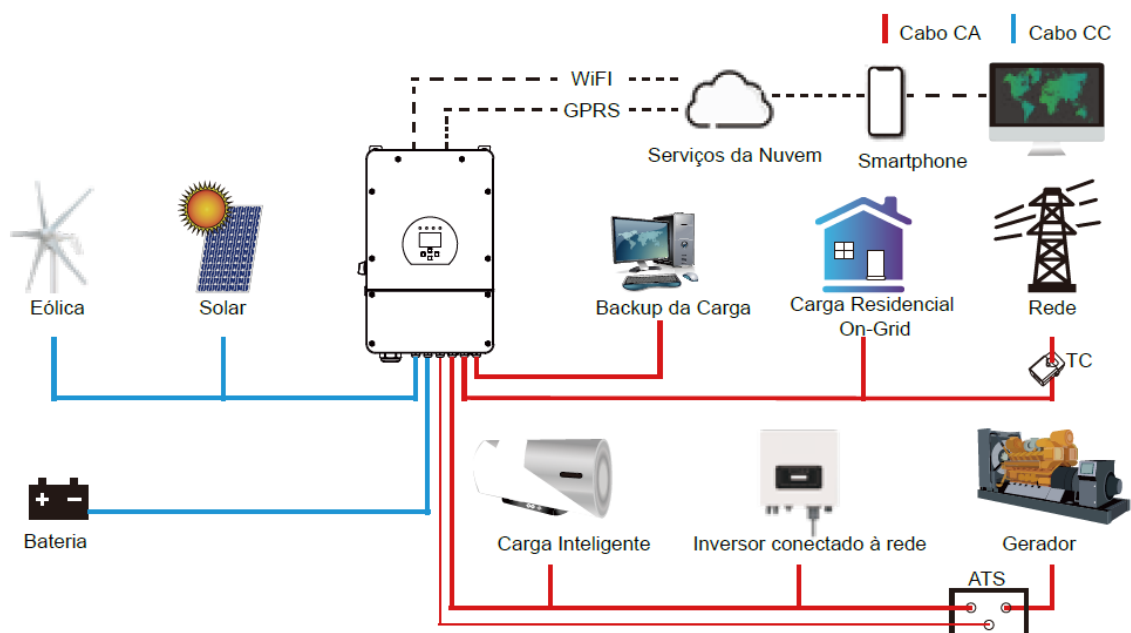 Cabo CA
Cabo CC
WiFI
GPRS
Serviços da Nuvem
Smartphone
Eólica
Solar
Backup da Carga
Carga Residencial
On-Grid
Rede
TC
Bateria
Carga Inteligente
Inversor conectado à rede
Gerador
ATS